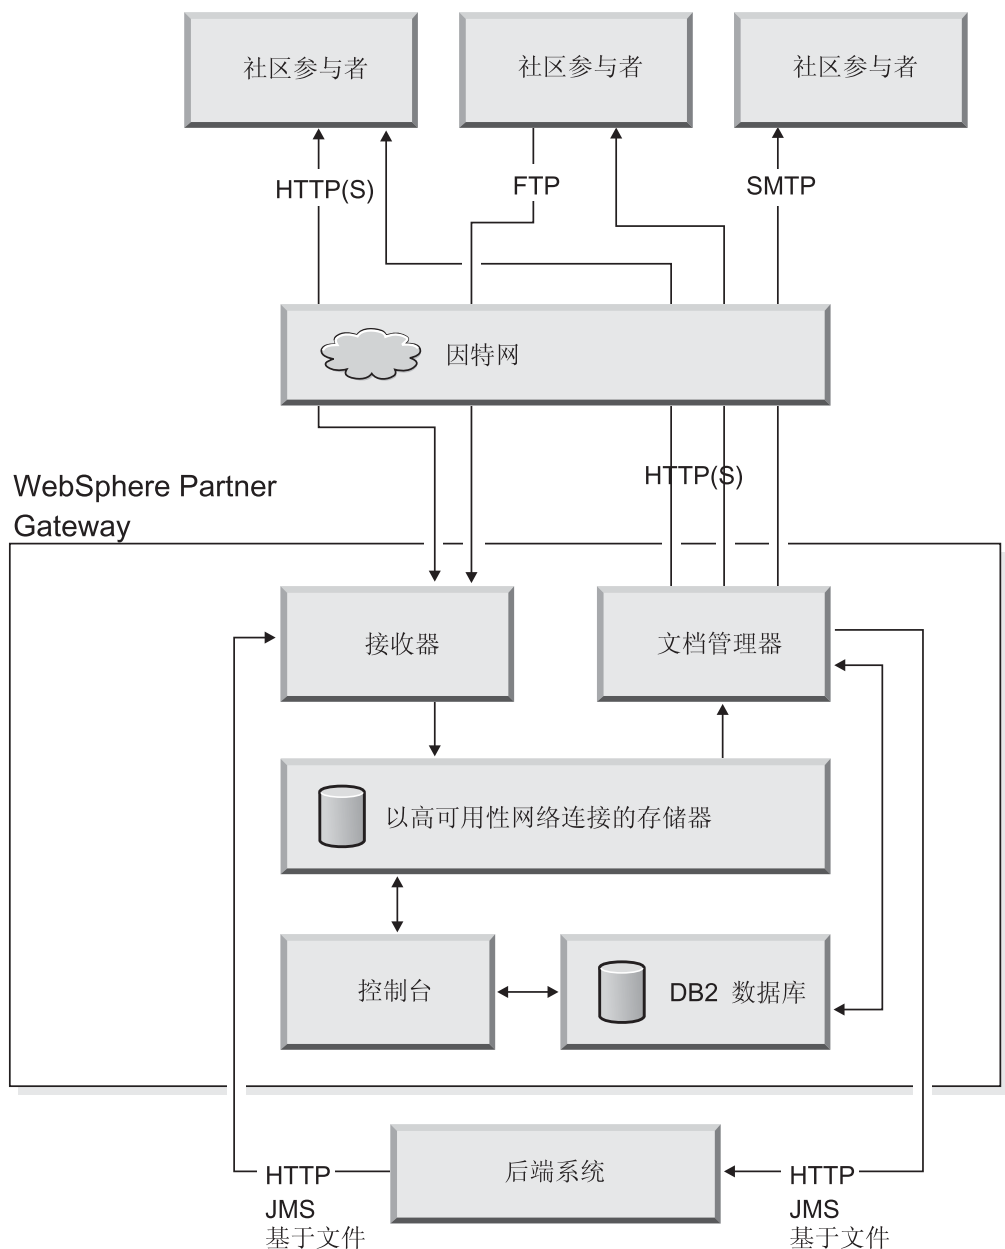 社区参与者
社区参与者
社区参与者
HTTP(S)
FTP
SMTP
因特网
HTTP(S)
WebSphere Partner
Gateway
接收器
文档管理器
以高可用性网络连接的存储器
控制台
DB2 数据库
后端系统
HTTP
JMS
基于文件
HTTP
JMS
基于文件